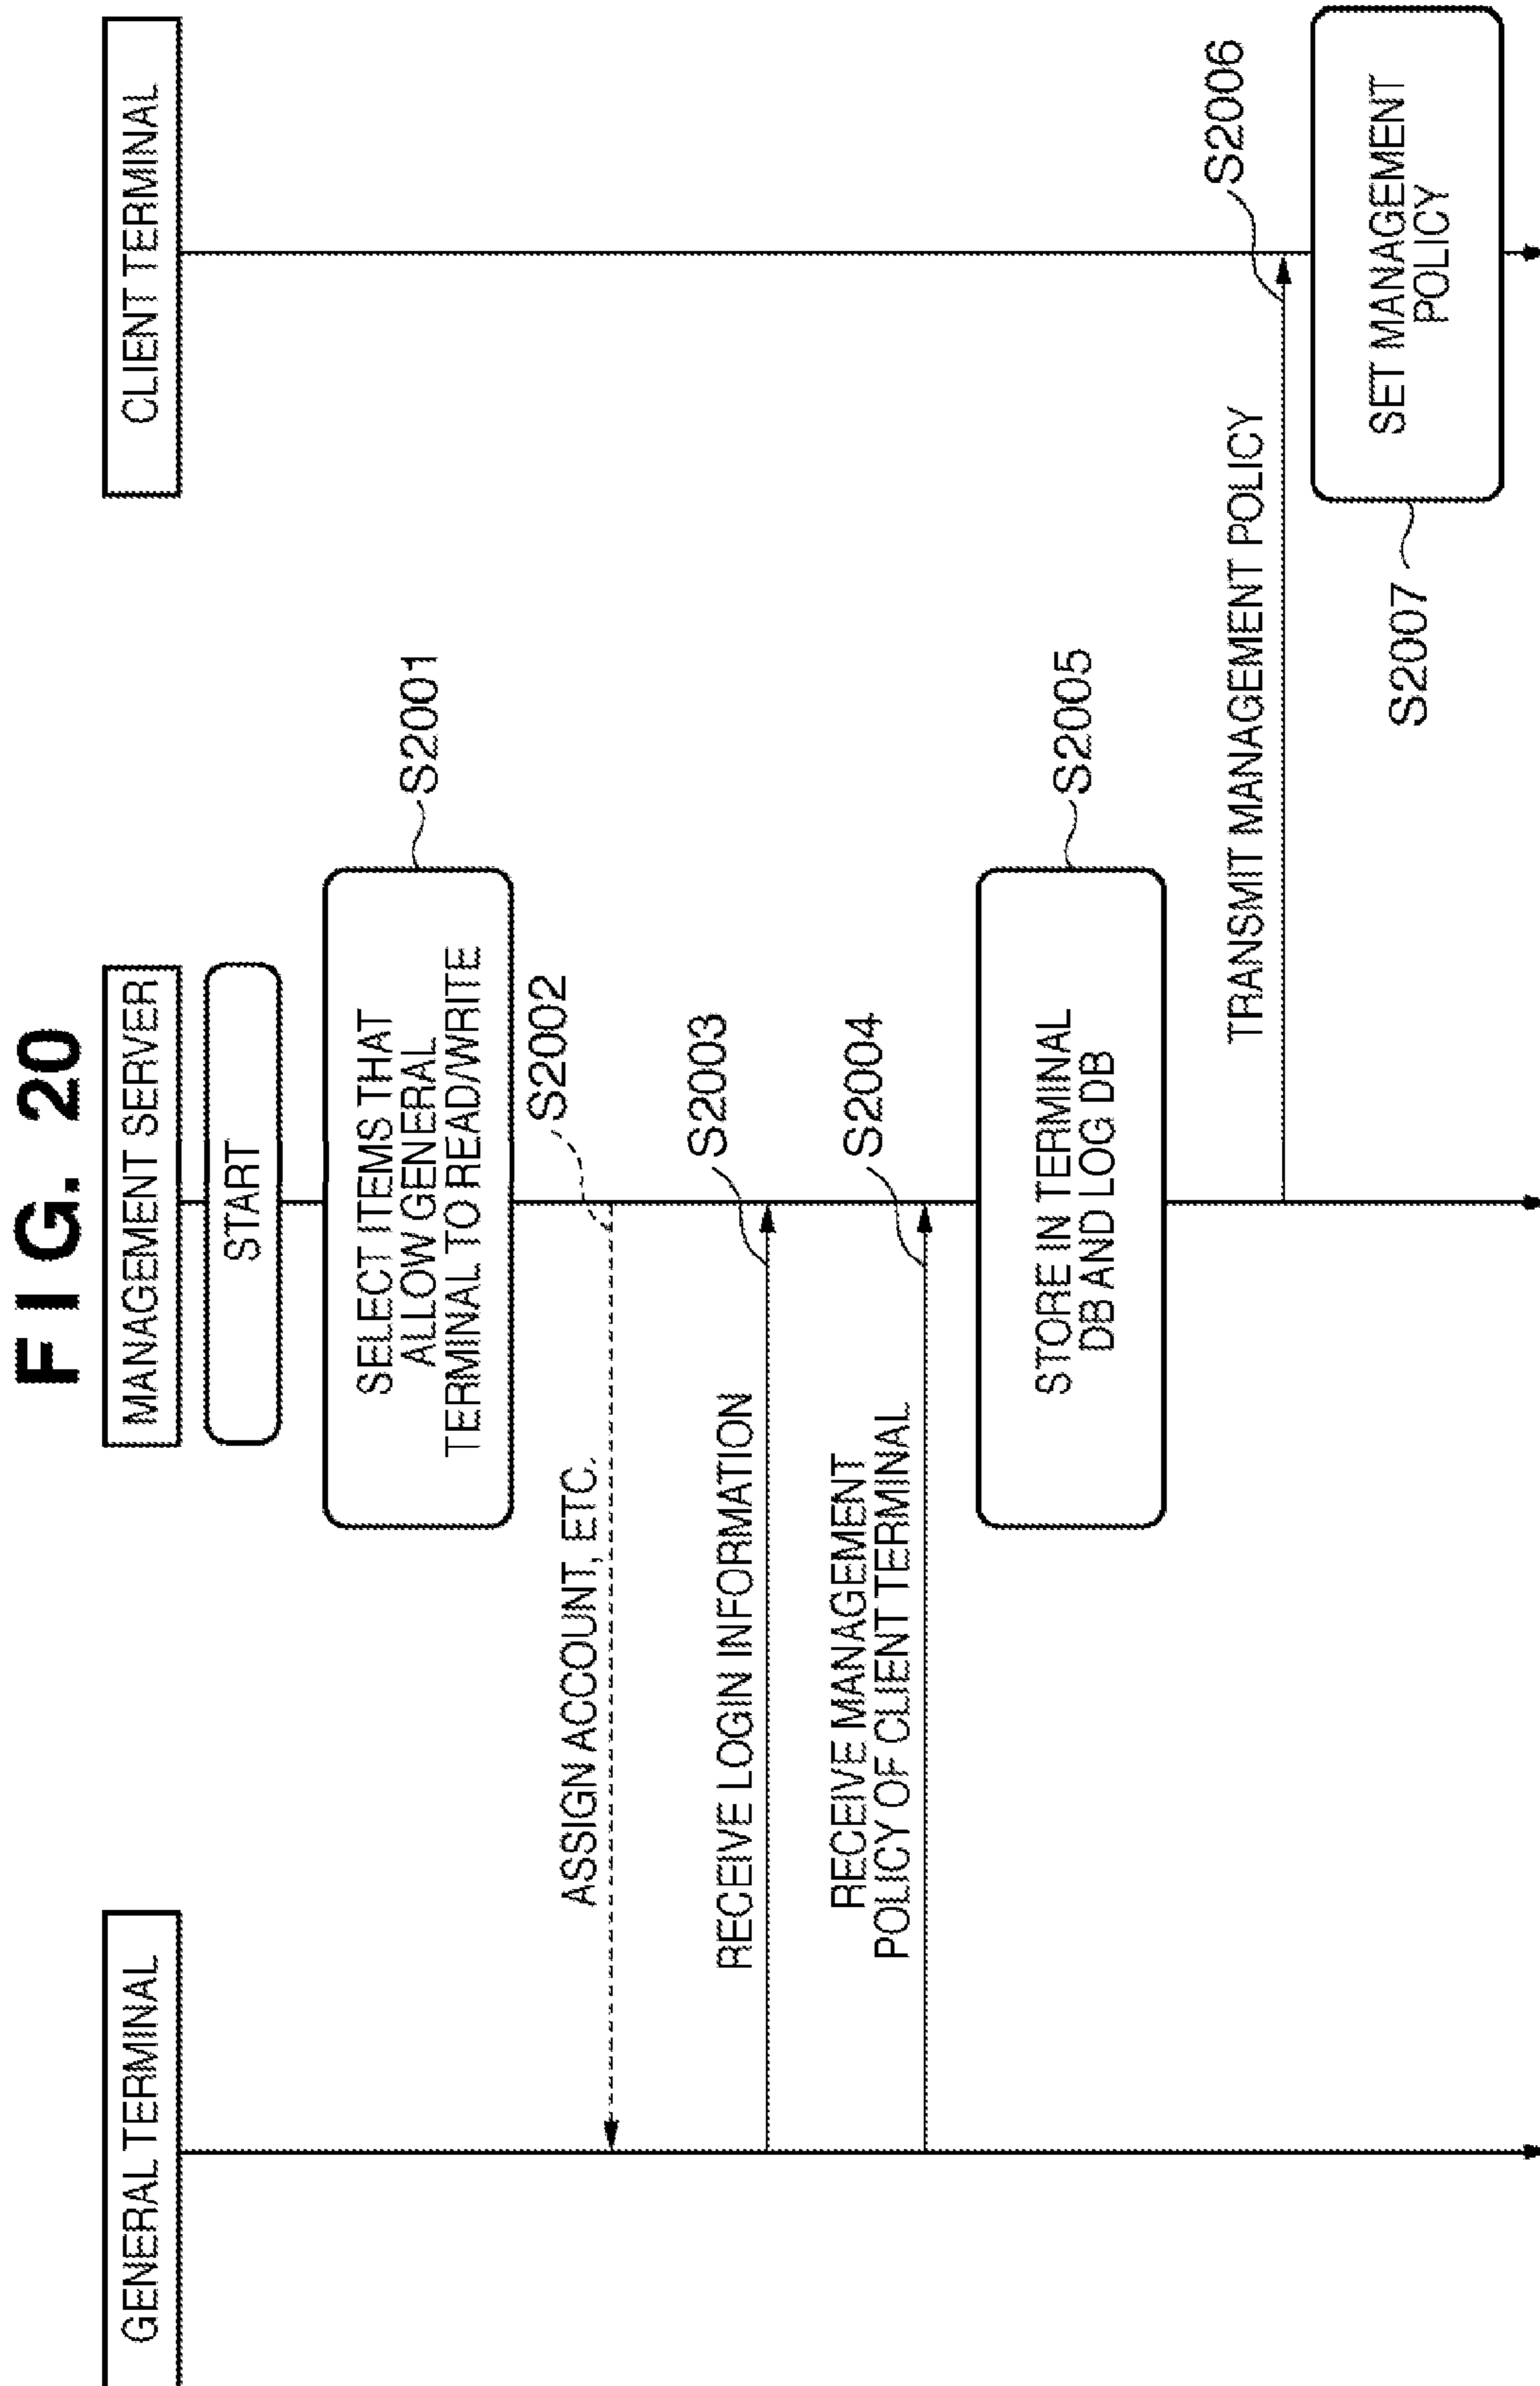 FIG. 20
GENERAL TERMINAL
MANAGEMENT SERVER
CLIENT TERMINAL
START
SELECT ITEMS THAT
ALLOW GENERAL
TERMINAL TO READ/WRITE
S2001
ASSIGN ACCOUNT, ETC.
S2002
RECEIVE LOGIN INFORMATION
S2003
RECEIVE MANAGEMENT
POLICY OF CLIENT TERMINAL
S2004
STORE IN TERMINAL
DB AND LOG DB
S2005
TRANSMIT MANAGEMENT POLICY
S2006
SET MANAGEMENT
POLICY
S2007